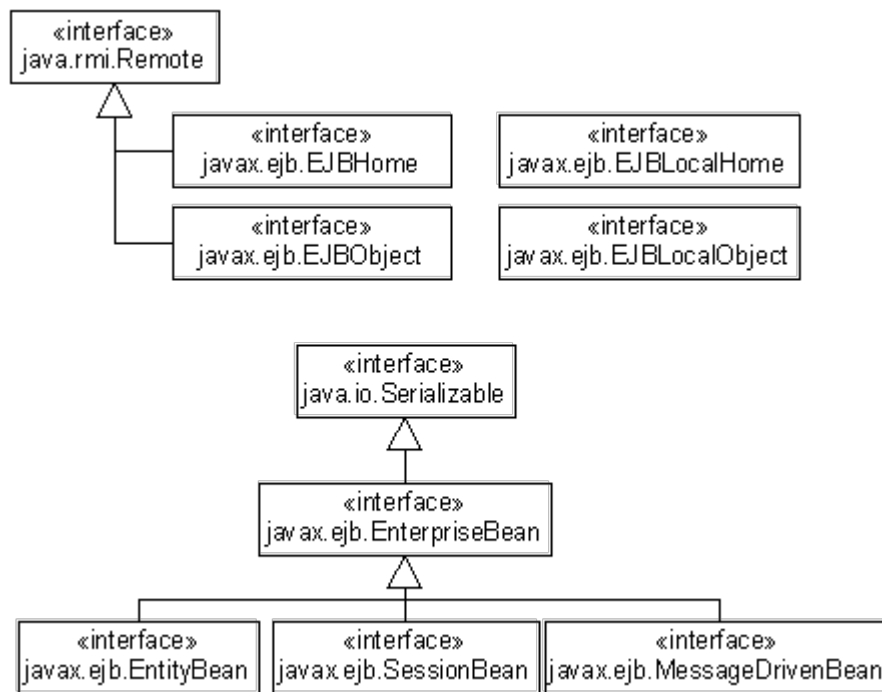 «interface»
java.rmi.Remote
«interface»
javax.ejb.EJBHome
«interface»
javax.ejb.EJBLocalHome
«interface»
javax.ejb.EJBObject
«interface»
javax.ejb.EJBLocalObject
«interface»
java.io.Serializable
«interface»
javax.ejb.EnterpriseBean
«interface»
javax.ejb.EntityBean
«interface»
javax.ejb.SessionBean
«interface»
javax.ejb.MessageDrivenBean